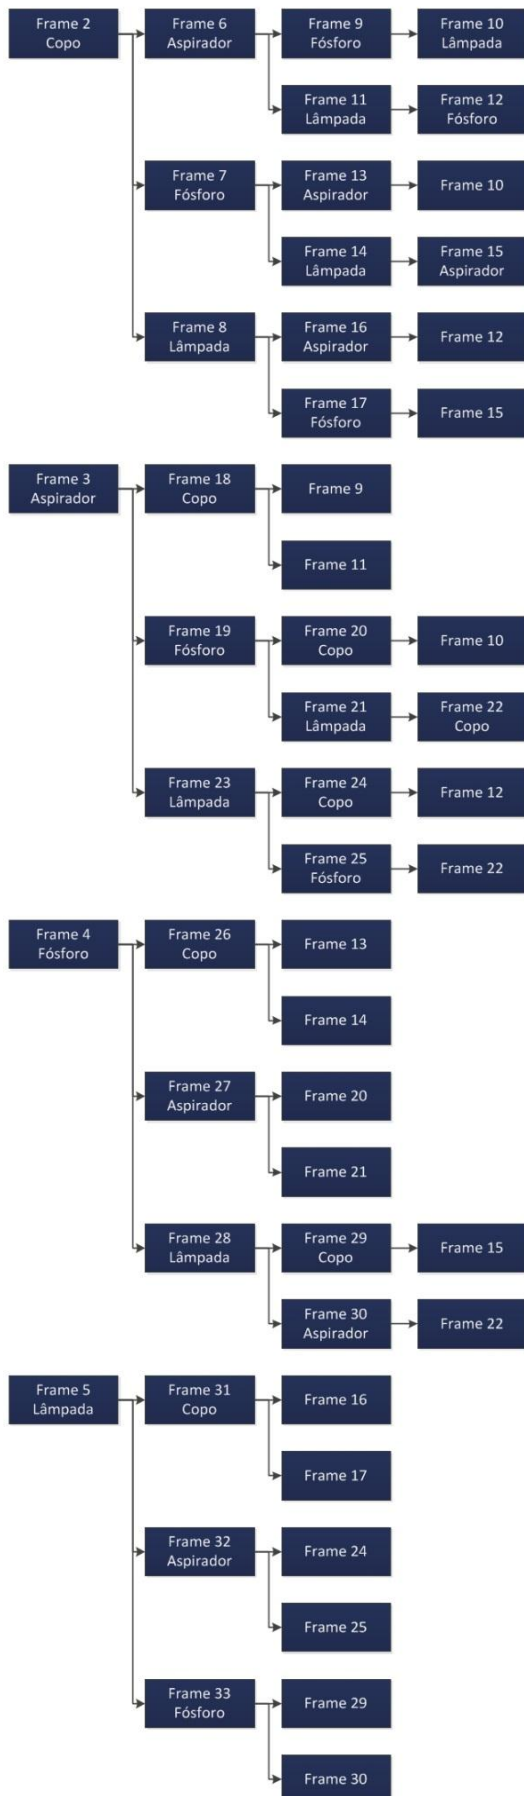 Frame 2
Copo
Frame 6
Aspirador
Frame 9
Fósforo
Frame 10
Lâmpada
Frame 11
Lâmpada
Frame 12
Fósforo
Frame 7
Fósforo
Frame 13
Aspirador
Frame 10
Frame 14
Lâmpada
Frame 15
Aspirador
Frame 8
Lâmpada
Frame 16
Aspirador
Frame 12
Frame 17
Fósforo
Frame 15
Frame 3
Aspirador
Frame 18
Copo
Frame 9
Frame 11
Frame 19
Fósforo
Frame 20
Copo
Frame 10
Frame 21
Lâmpada
Frame 22
Copo
Frame 23
Lâmpada
Frame 24
Copo
Frame 12
Frame 25
Fósforo
Frame 22
Frame 4
Fósforo
Frame 26
Copo
Frame 13
Frame 14
Frame 27
Aspirador
Frame 20
Frame 21
Frame 28
Lâmpada
Frame 29
Copo
Frame 15
Frame 30
Aspirador
Frame 22
Frame 5
Lâmpada
Frame 31
Copo
Frame 16
Frame 17
Frame 32
Aspirador
Frame 24
Frame 25
Frame 33
Fósforo
Frame 29
Frame 30